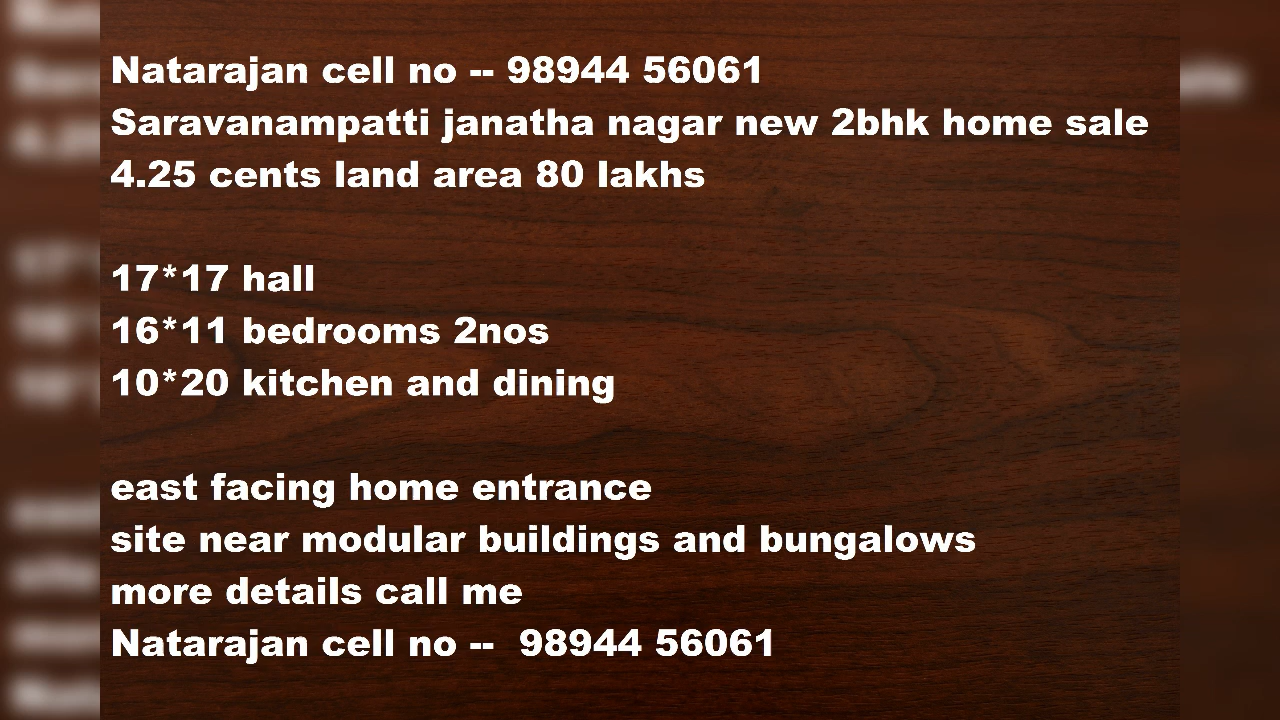 Natarajan cell no -- 98944 56061
Saravanampatti janatha nagar new 2bhk home sale
4.25 cents land area 80 lakhs
17*17 hall
16*11 bedrooms 2nos
10*20 kitchen and dining
east facing home entrance
site near modular buildings and bungalows
more details call me
Natarajan cell no --  98944 56061